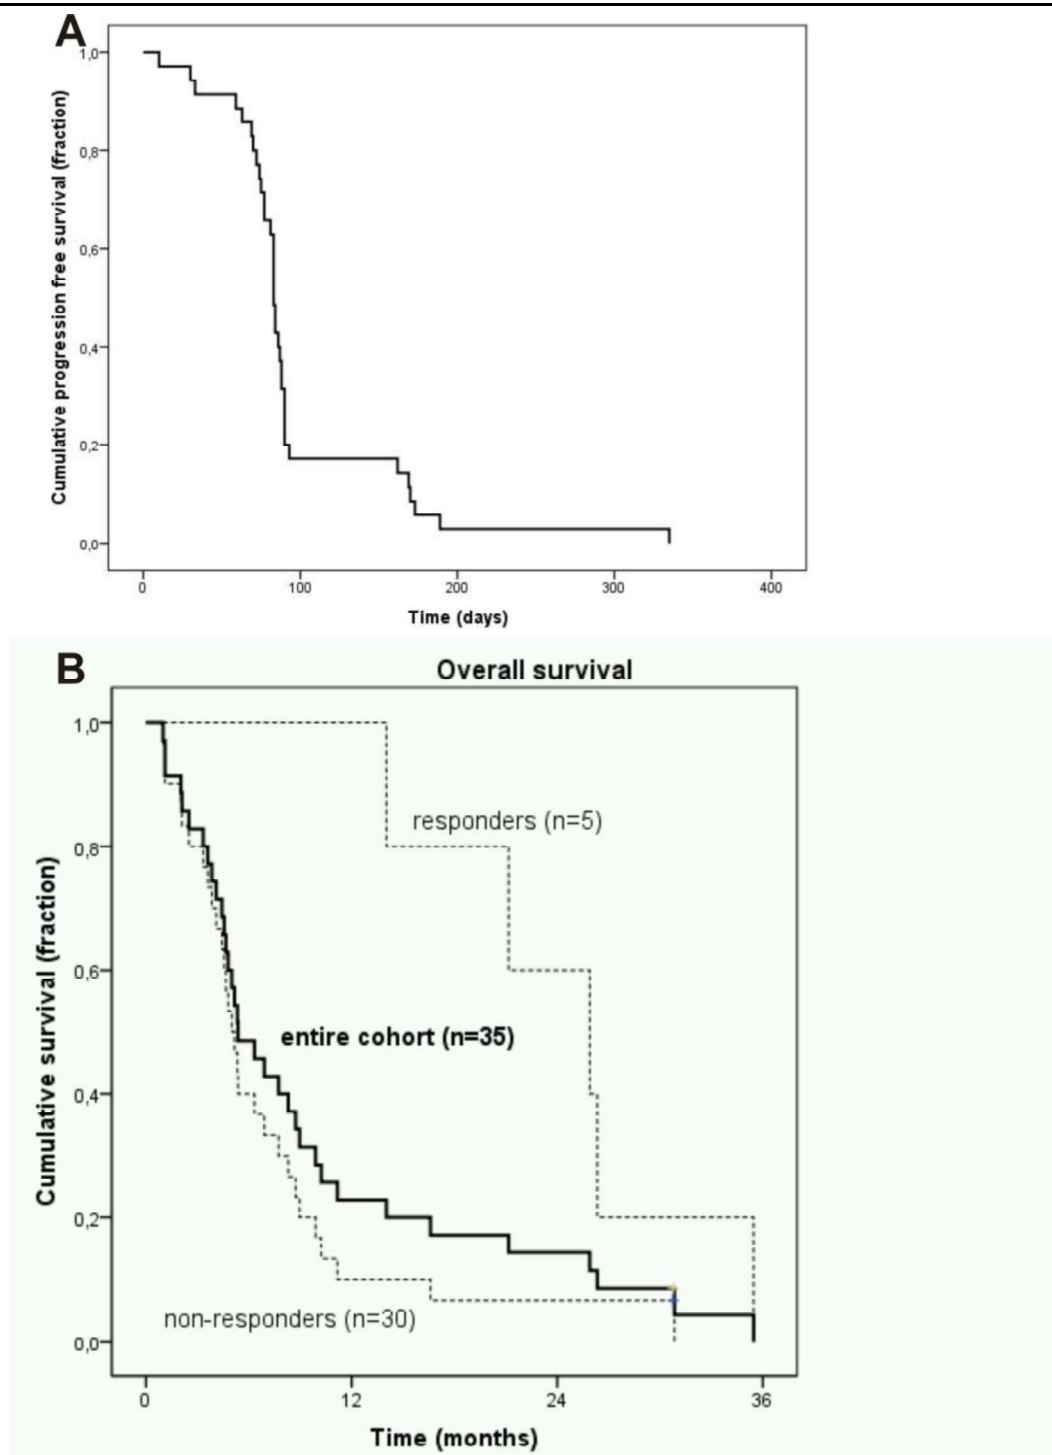 A
Cumulative progression free survival (fraction)
1,0
0,8
0,6
0,4
0,2
0,0
0 100 200 300 400
Time (days)
B
Overall survival
Cumulative survival (fraction)
1,0
0,8
0,6
0,4
0,2
0,0
responders (n=5)
entire cohort (n=35)
non-responders (n=30)
0 12 24 36
Time (months)